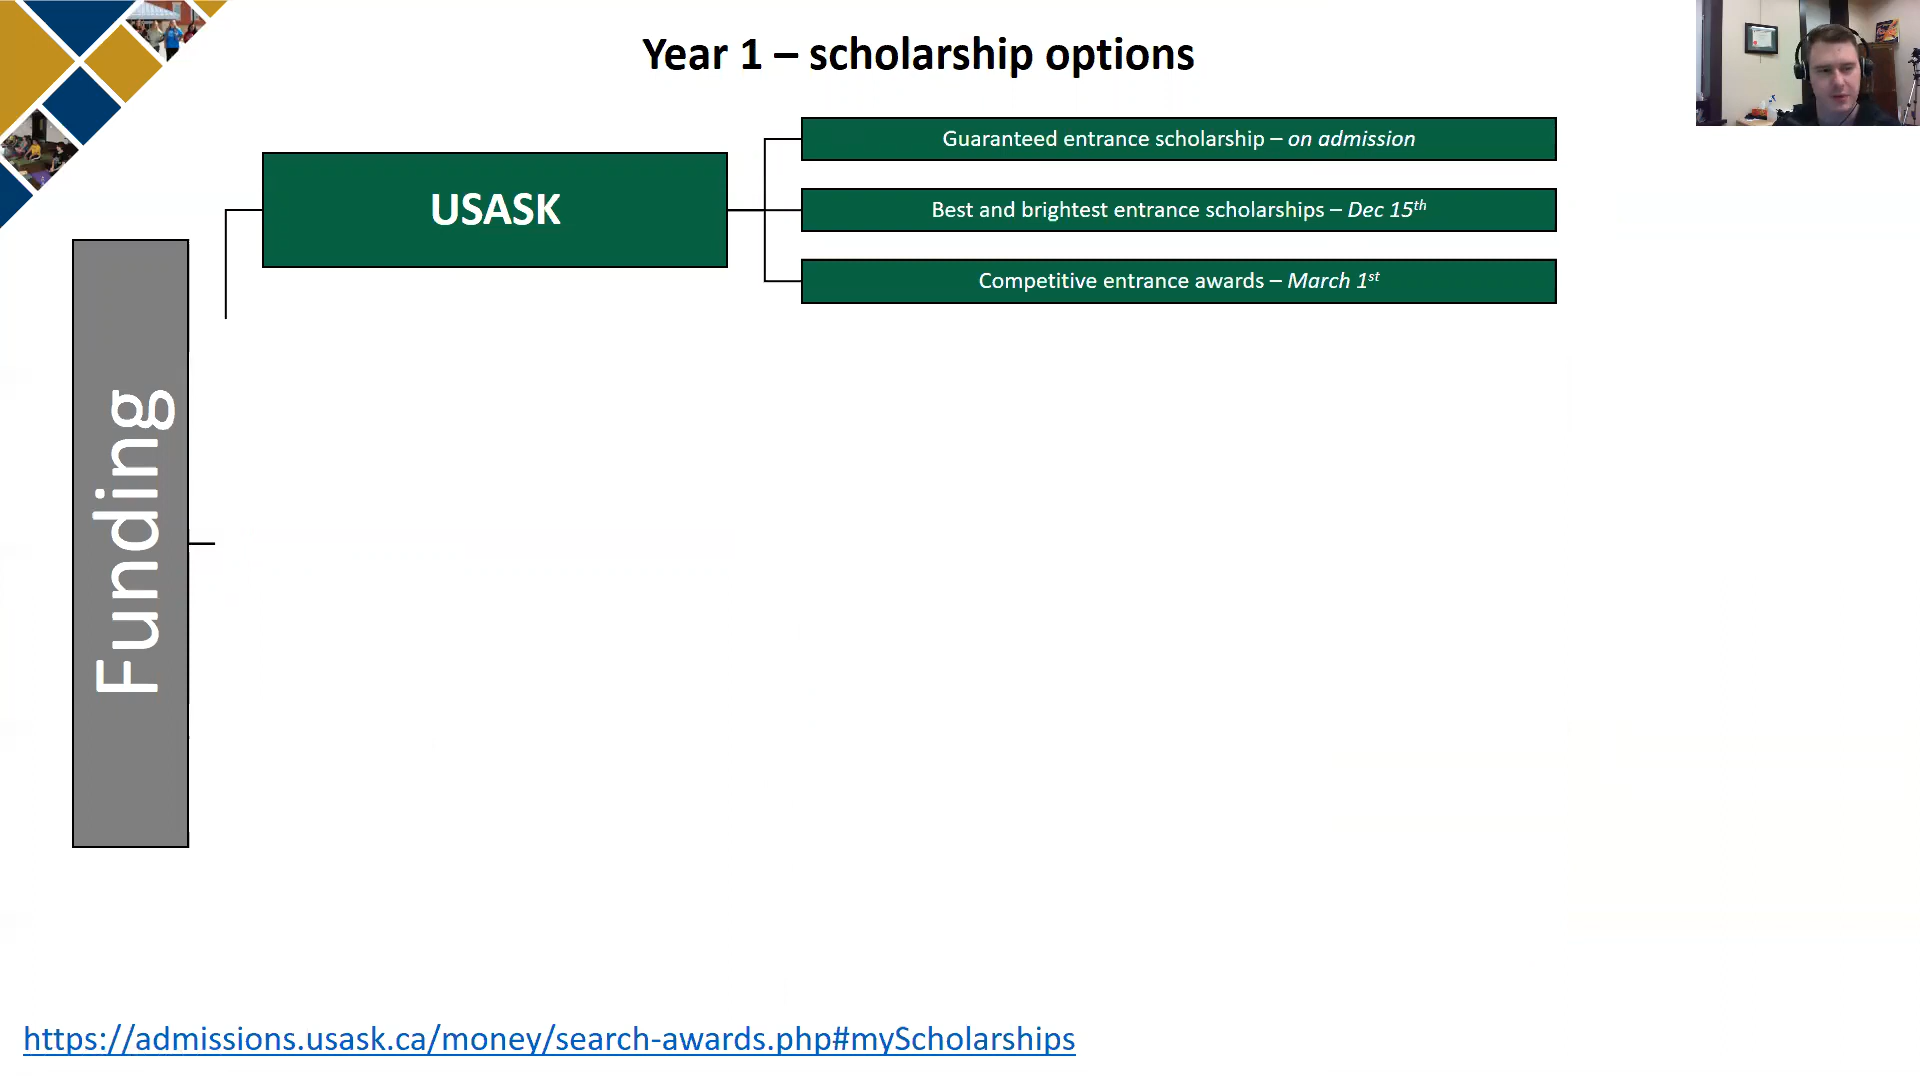 Year 1 – scholarship options
Guaranteed entrance scholarship – on admission
USASK
Best and brightest entrance scholarships – Dec 15th
Competitive entrance awards – March 1st
Funding
https://admissions.usask.ca/money/search-awards.php#myScholarships